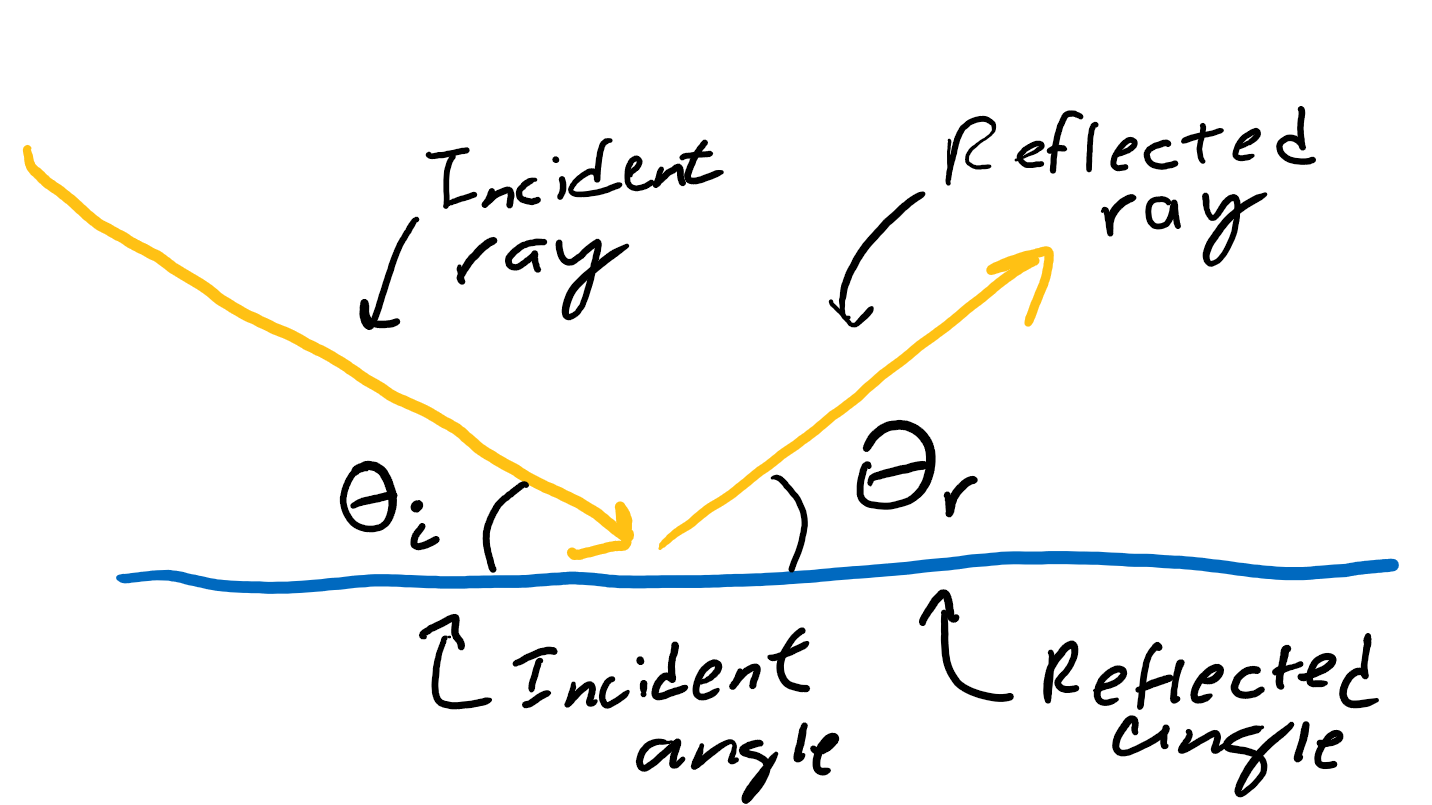 Incident
ray
Reflected
ray
θi
θr
Incident
angle
Reflected
angle